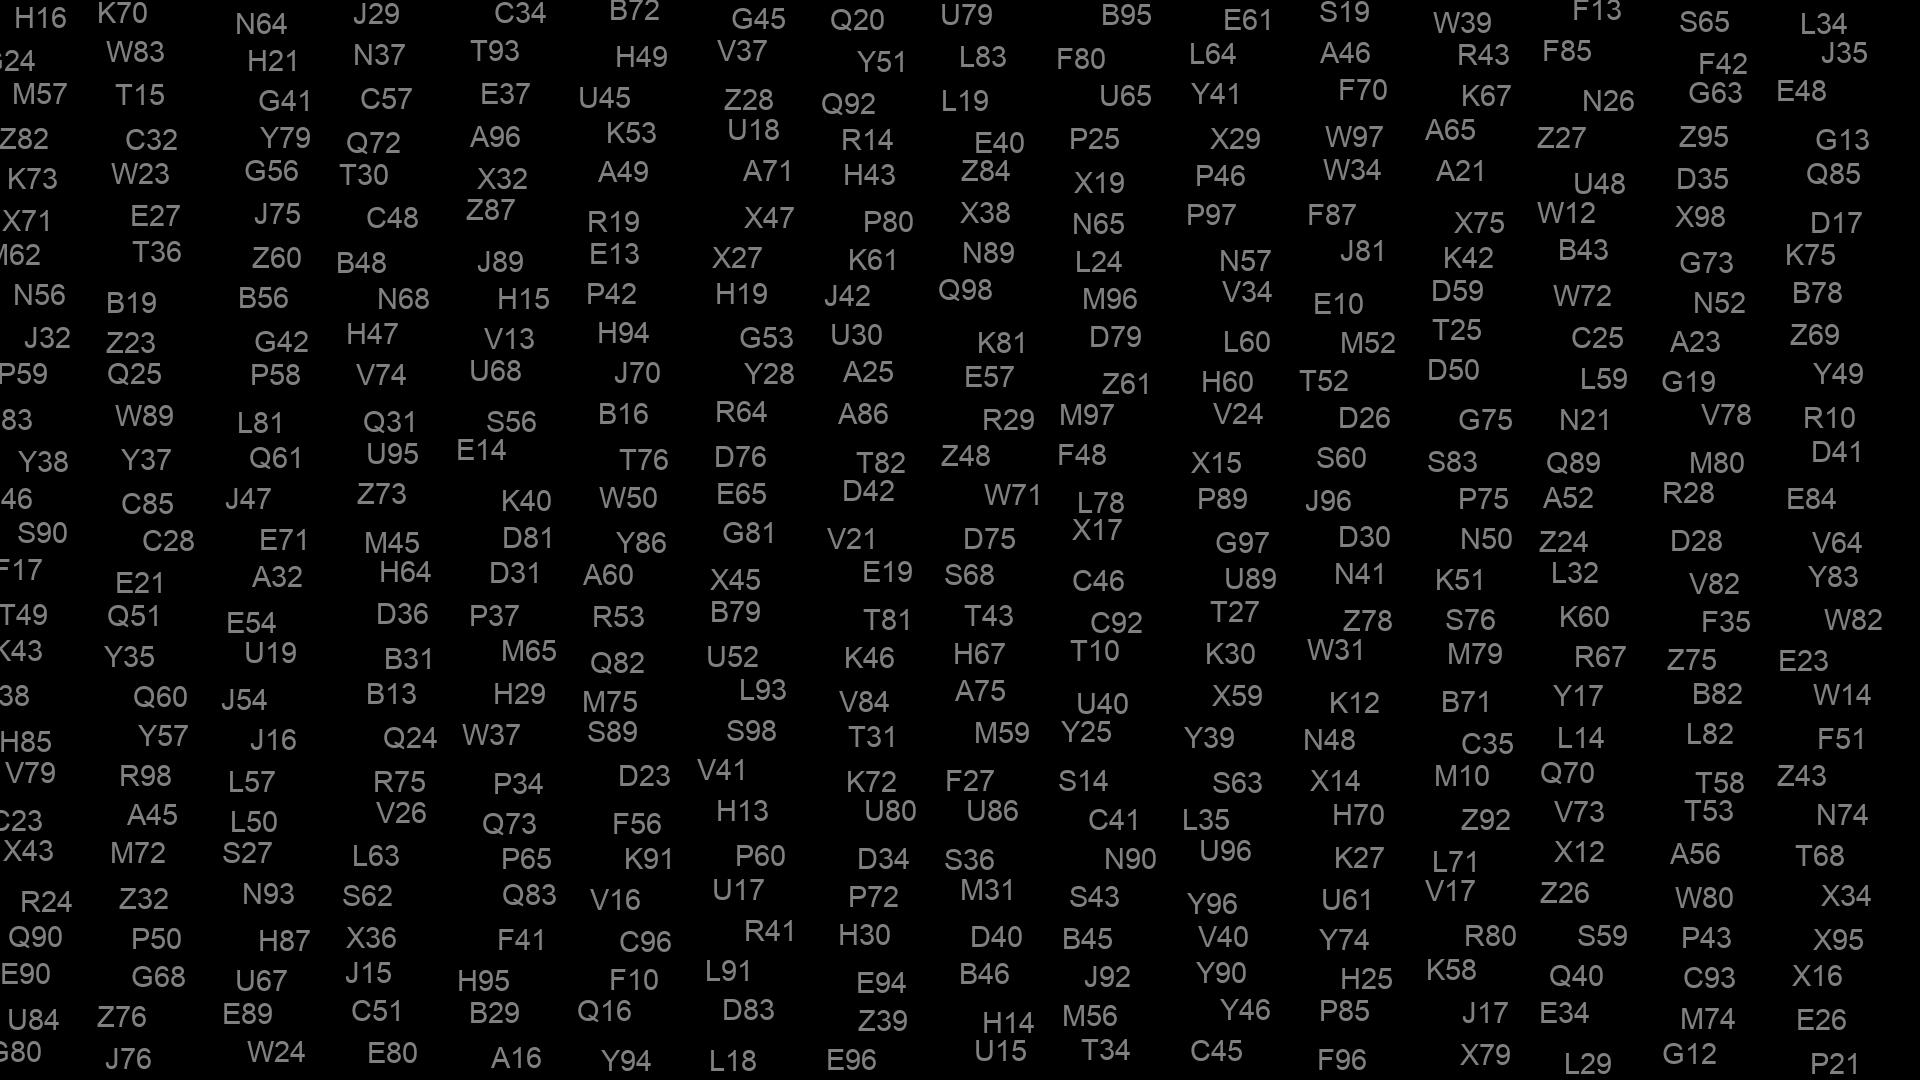 H16 K70 N64 J29 C34 B72 G45 Q20 U79 B95 E61 S19 W39 F13 S65 L34
W83 H21 N37 T93 H49 V37 Y51 L83 F80 L64 A46 R43 F85 F42 J35
M57 T15 G41 C57 E37 U45 Z28 Q92 L19 U65 Y41 F70 K67 N26 G63 E48
Z82 C32 Y79 Q72 A96 K53 U18 R14 E40 P25 X29 W97 A65 Z27 Z95 G13
K73 W23 G56 T30 X32 A49 A71 H43 Z84 X19 P46 W34 A21 U48 D35 Q85
X71 E27 J75 C48 Z87 R19 X47 P80 X38 N65 P97 F87 X75 W12 X98 D17
M62 T36 Z60 B48 J89 E13 X27 K61 N89 L24 N57 J81 K42 B43 G73 K75
N56 B19 B56 N68 H15 P42 H19 J42 Q98 M96 V34 E10 D59 W72 N52 B78
J32 Z23 G42 H47 V13 H94 G53 U30 K81 D79 L60 M52 T25 C25 A23 Z69
P59 Q25 P58 V74 U68 J70 Y28 A25 E57 Z61 H60 T52 D50 L59 G19 Y49
83 W89 L81 Q31 S56 B16 R64 A86 R29 M97 V24 D26 G75 N21 V78 R10
Y38 Y37 Q61 U95 E14 T76 D76 T82 Z48 F48 X15 S60 S83 Q89 M80 D41
46 C85 J47 Z73 K40 W50 E65 D42 W71 L78 P89 J96 P75 A52 R28 E84
S90 C28 E71 M45 D81 Y86 G81 V21 D75 X17 G97 D30 N50 Z24 D28 V64
F17 E21 A32 H64 D31 A60 X45 E19 S68 C46 U89 N41 K51 L32 V82 Y83
T49 Q51 E54 D36 P37 R53 B79 T81 T43 C92 T27 Z78 S76 K60 F35 W82
K43 Y35 U19 B31 M65 Q82 U52 K46 H67 T10 K30 W31 M79 R67 Z75 E23
38 Q60 J54 B13 H29 M75 L93 V84 A75 U40 X59 K12 B71 Y17 B82 W14
H85 Y57 J16 Q24 W37 S89 S98 T31 M59 Y25 Y39 N48 C35 L14 L82 F51
V79 R98 L57 R75 P34 D23 V41 K72 F27 S14 S63 X14 M10 Q70 T58 Z43
C23 A45 L50 V26 Q73 F56 H13 U80 U86 C41 L35 H70 Z92 V73 T53 N74
X43 M72 S27 L63 P65 K91 P60 D34 S36 N90 U96 K27 L71 X12 A56 T68
R24 Z32 N93 S62 Q83 V16 U17 P72 M31 S43 Y96 U61 V17 Z26 W80 X34
Q90 P50 H87 X36 F41 C96 R41 H30 D40 B45 V40 Y74 R80 S59 P43 X95
E90 G68 U67 J15 H95 F10 L91 E94 B46 J92 Y90 H25 K58 Q40 C93 X16
U84 Z76 E89 C51 B29 Q16 D83 Z39 H14 M56 Y46 P85 J17 E34 M74 E26
G80 J76 W24 E80 A16 Y94 L18 E96 U15 T34 C45 F96 X79 L29 G12 P21